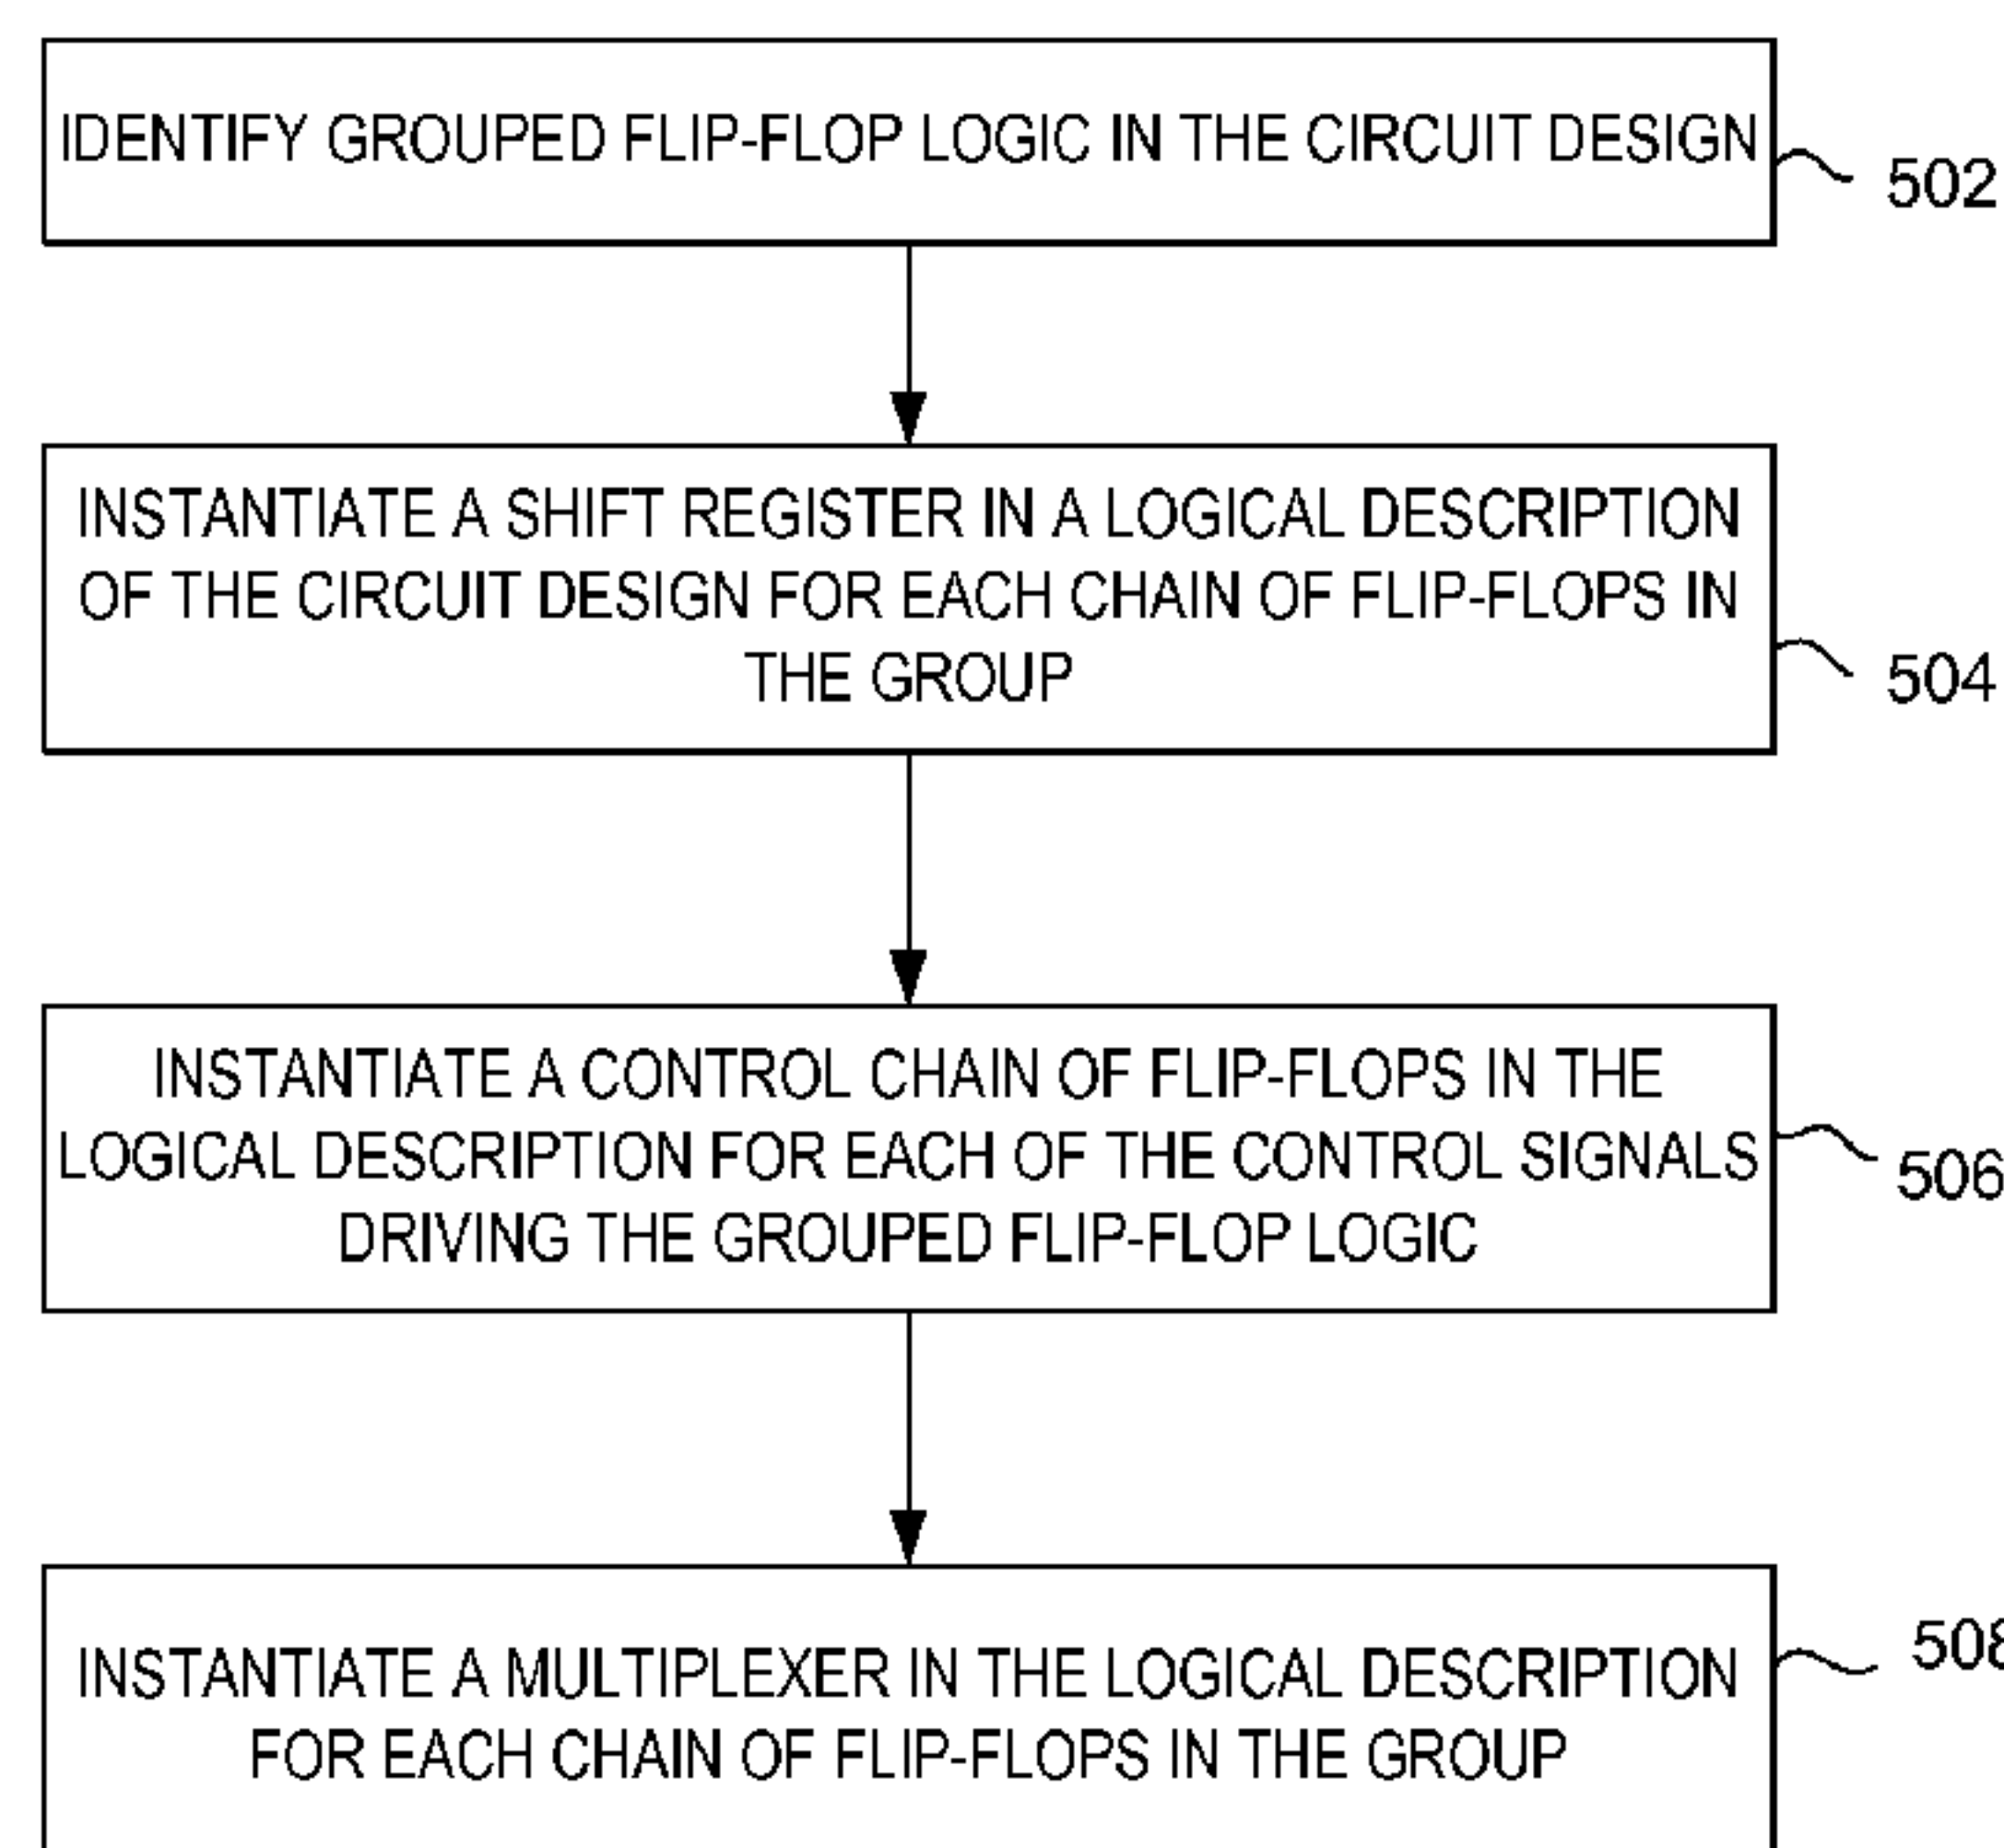 IDENTIFY GROUPED FLIP-FLOP LOGIC IN THE CIRCUIT DESIGN
502
INSTANTIATE A SHIFT REGISTER IN A LOGICAL DESCRIPTION
OF THE CIRCUIT DESIGN FOR EACH CHAIN OF FLIP-FLOPS IN
THE GROUP
504
INSTANTIATE A CONTROL CHAIN OF FLIP-FLOPS IN THE
LOGICAL DESCRIPTION FOR EACH OF THE CONTROL SIGNALS
DRIVING THE GROUPED FLIP-FLOP LOGIC
506
INSTANTIATE A MULTIPLEXER IN THE LOGICAL DESCRIPTION
FOR EACH CHAIN OF FLIP-FLOPS IN THE GROUP
508